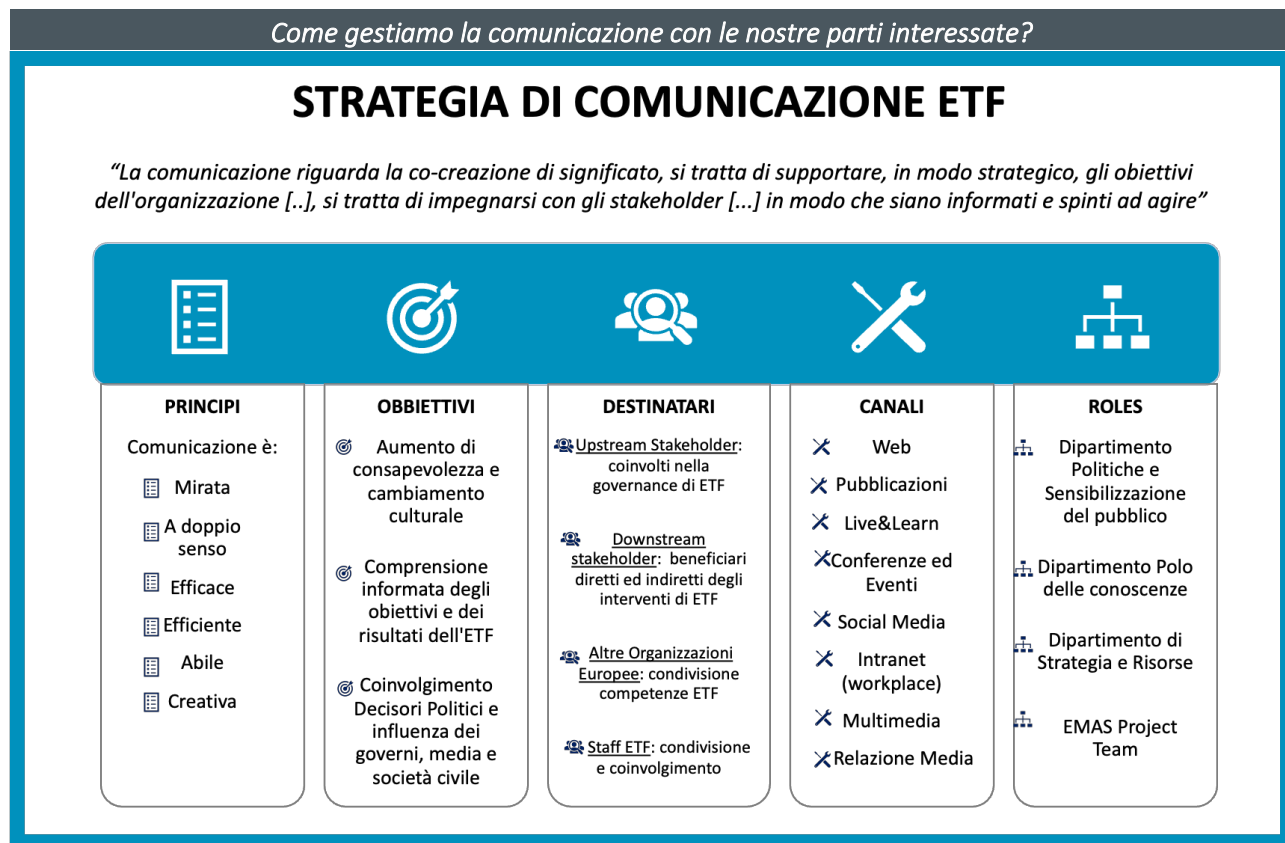 Come gestiamo la comunicazione con le nostre parti interessate?
STRATEGIA DI COMUNICAZIONE ETF
“La comunicazione riguarda la co-creazione di significato, si tratta di supportare, in modo strategico, gli obiettivi
dell'organizzazione [..], si tratta di impegnarsi con gli stakeholder [...] in modo che siano informati e spinti ad agire”
PRINCIPI
Comunicazione è:
Mirata
A doppio
senso
Efficace
Efficiente
Abile
Creativa
OBBIETTIVI
Aumento di
consapevolezza e
cambiamento
culturale
Comprensione
informata degli
obiettivi e dei
risultati dell'ETF
Coinvolgimento
Decisori Politici e
influenza dei
governi, media e
società civile
DESTINATARI
Upstream Stakeholder:
coinvolti nella
governance di ETF
Downstream
stakeholder: beneficiari
diretti ed indiretti degli
interventi di ETF
Altre Organizzazioni
Europee: condivisione
competenze ETF
Staff ETF: condivisione
e coinvolgimento
CANALI
Web
Pubblicazioni
Live&Learn
Conferenze ed
Eventi
Social Media
Intranet
(workplace)
Multimedia
Relazione Media
ROLES
Dipartimento
Politiche e
Sensibilizzazione
del pubblico
Dipartimento Polo
delle conoscenze
Dipartimento di
Strategia e Risorse
EMAS Project
Team